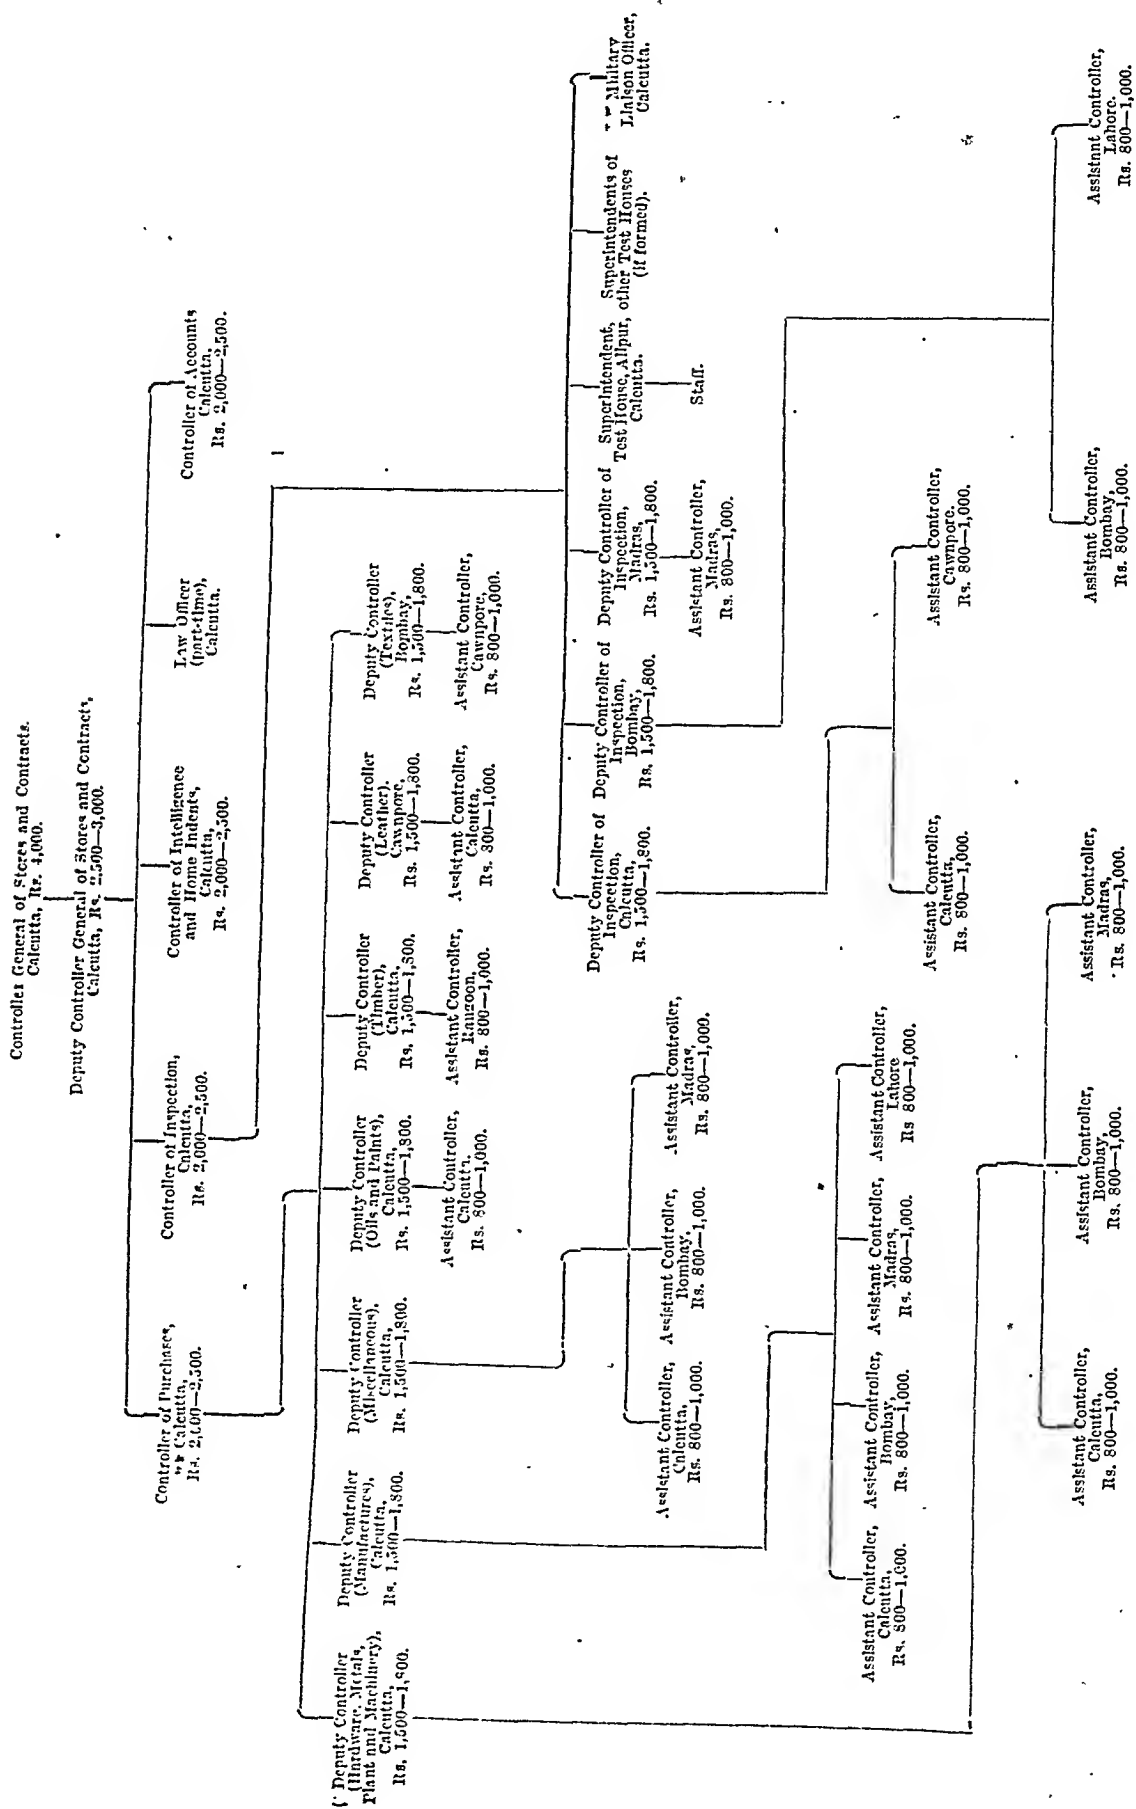 Controller General of Stores and Contracts.
Calcutta, Rs. 4,000.
Deputy Controller General of Stores and Contracts,
Calcutta, Rs. 2,500—3,000.
Controller of Purchases,
Calcutta,
Rs. 2,000—2,500.
Controller of Inspection,
Calcutta,
Rs. 2,000—2,500.
Controller of Intelligence
and Home Indents,
Calcutta,
Rs. 2,000—2,500.
Law Officer
(part-time),
Calcutta.
Controller of Accounts
Calcutta,
Rs. 2,000—2,500.
Deputy Controller
(Hardware, Metals,
Plant and Machinery),
Calcutta,
Rs. 1,500—1,800.
Deputy Controller
(Manufactures),
Calcutta,
Rs. 1,500—1,800.
Deputy Controller
(Miscellaneous),
Calcutta,
Rs. 1,500—1,800.
Deputy Controller
(Oils and Paints),
Calcutta,
Rs. 1,500—1,800.
Assistant Controller,
Calcutta.
Rs. 800—1,000.
Deputy Controller
(Timber),
Calcutta,
Rs. 1,500—1,800.
Assistant Controller,
Rangoon,
Rs. 800—1,000.
Deputy Controller
(Leather).
Cawnpore,
Rs. 1,500—1,800.
Assistant Controller,
Calcutta,
Rs. 800—1,000.
Deputy Controller
(Textiles),
Bombay,
Rs. 1,500—1,800.
Assistant Controller,
Cawnpore,
Rs. 800—1,000.
Deputy Controller of
Inspection,
Calcutta,
Rs. 1,500—1,800.
Deputy Controller of
Inspection,
Bombay,
Rs. 1,500—1,800.
Deputy Controller of
Inspection,
Madras,
Rs. 1,500—1,800.
Assistant Controller,
Madras,
Rs. 800—1,000.
Superintendent,
Test House, Alipur,
Calcutta.
Staff.
Superintendents of
other Test Houses
(if formed).
Military
Liaison Officer,
Calcutta.
Assistant Controller,
Calcutta,
Rs. 800—1,000.
Assistant Controller,
Bombay,
Rs. 800—1,000.
Assistant Controller,
Madras,
Rs. 800—1,000.
Assistant Controller,
Calcutta,
Rs. 800—1,000.
Assistant Controller,
Bombay,
Rs. 800—1,000.
Assistant Controller,
Madras,
Rs. 800—1,000.
Assistant Controller,
Lahore
Rs 800—1,000.
Assistant Controller,
Calcutta,
Rs. 800—1,000.
Assistant Controller,
Cawnpore.
Rs. 800—1,000.
Assistant Controller,
Calcutta,
Rs. 800—1,000.
Assistant Controller,
Bombay,
Rs. 800—1,000.
Assistant Controller,
Madras,
Rs. 800—1,000.
Assistant Controller,
Bombay,
Rs. 800—1,000.
Assistant Controller,
Lahore.
Rs. 800—1,000.